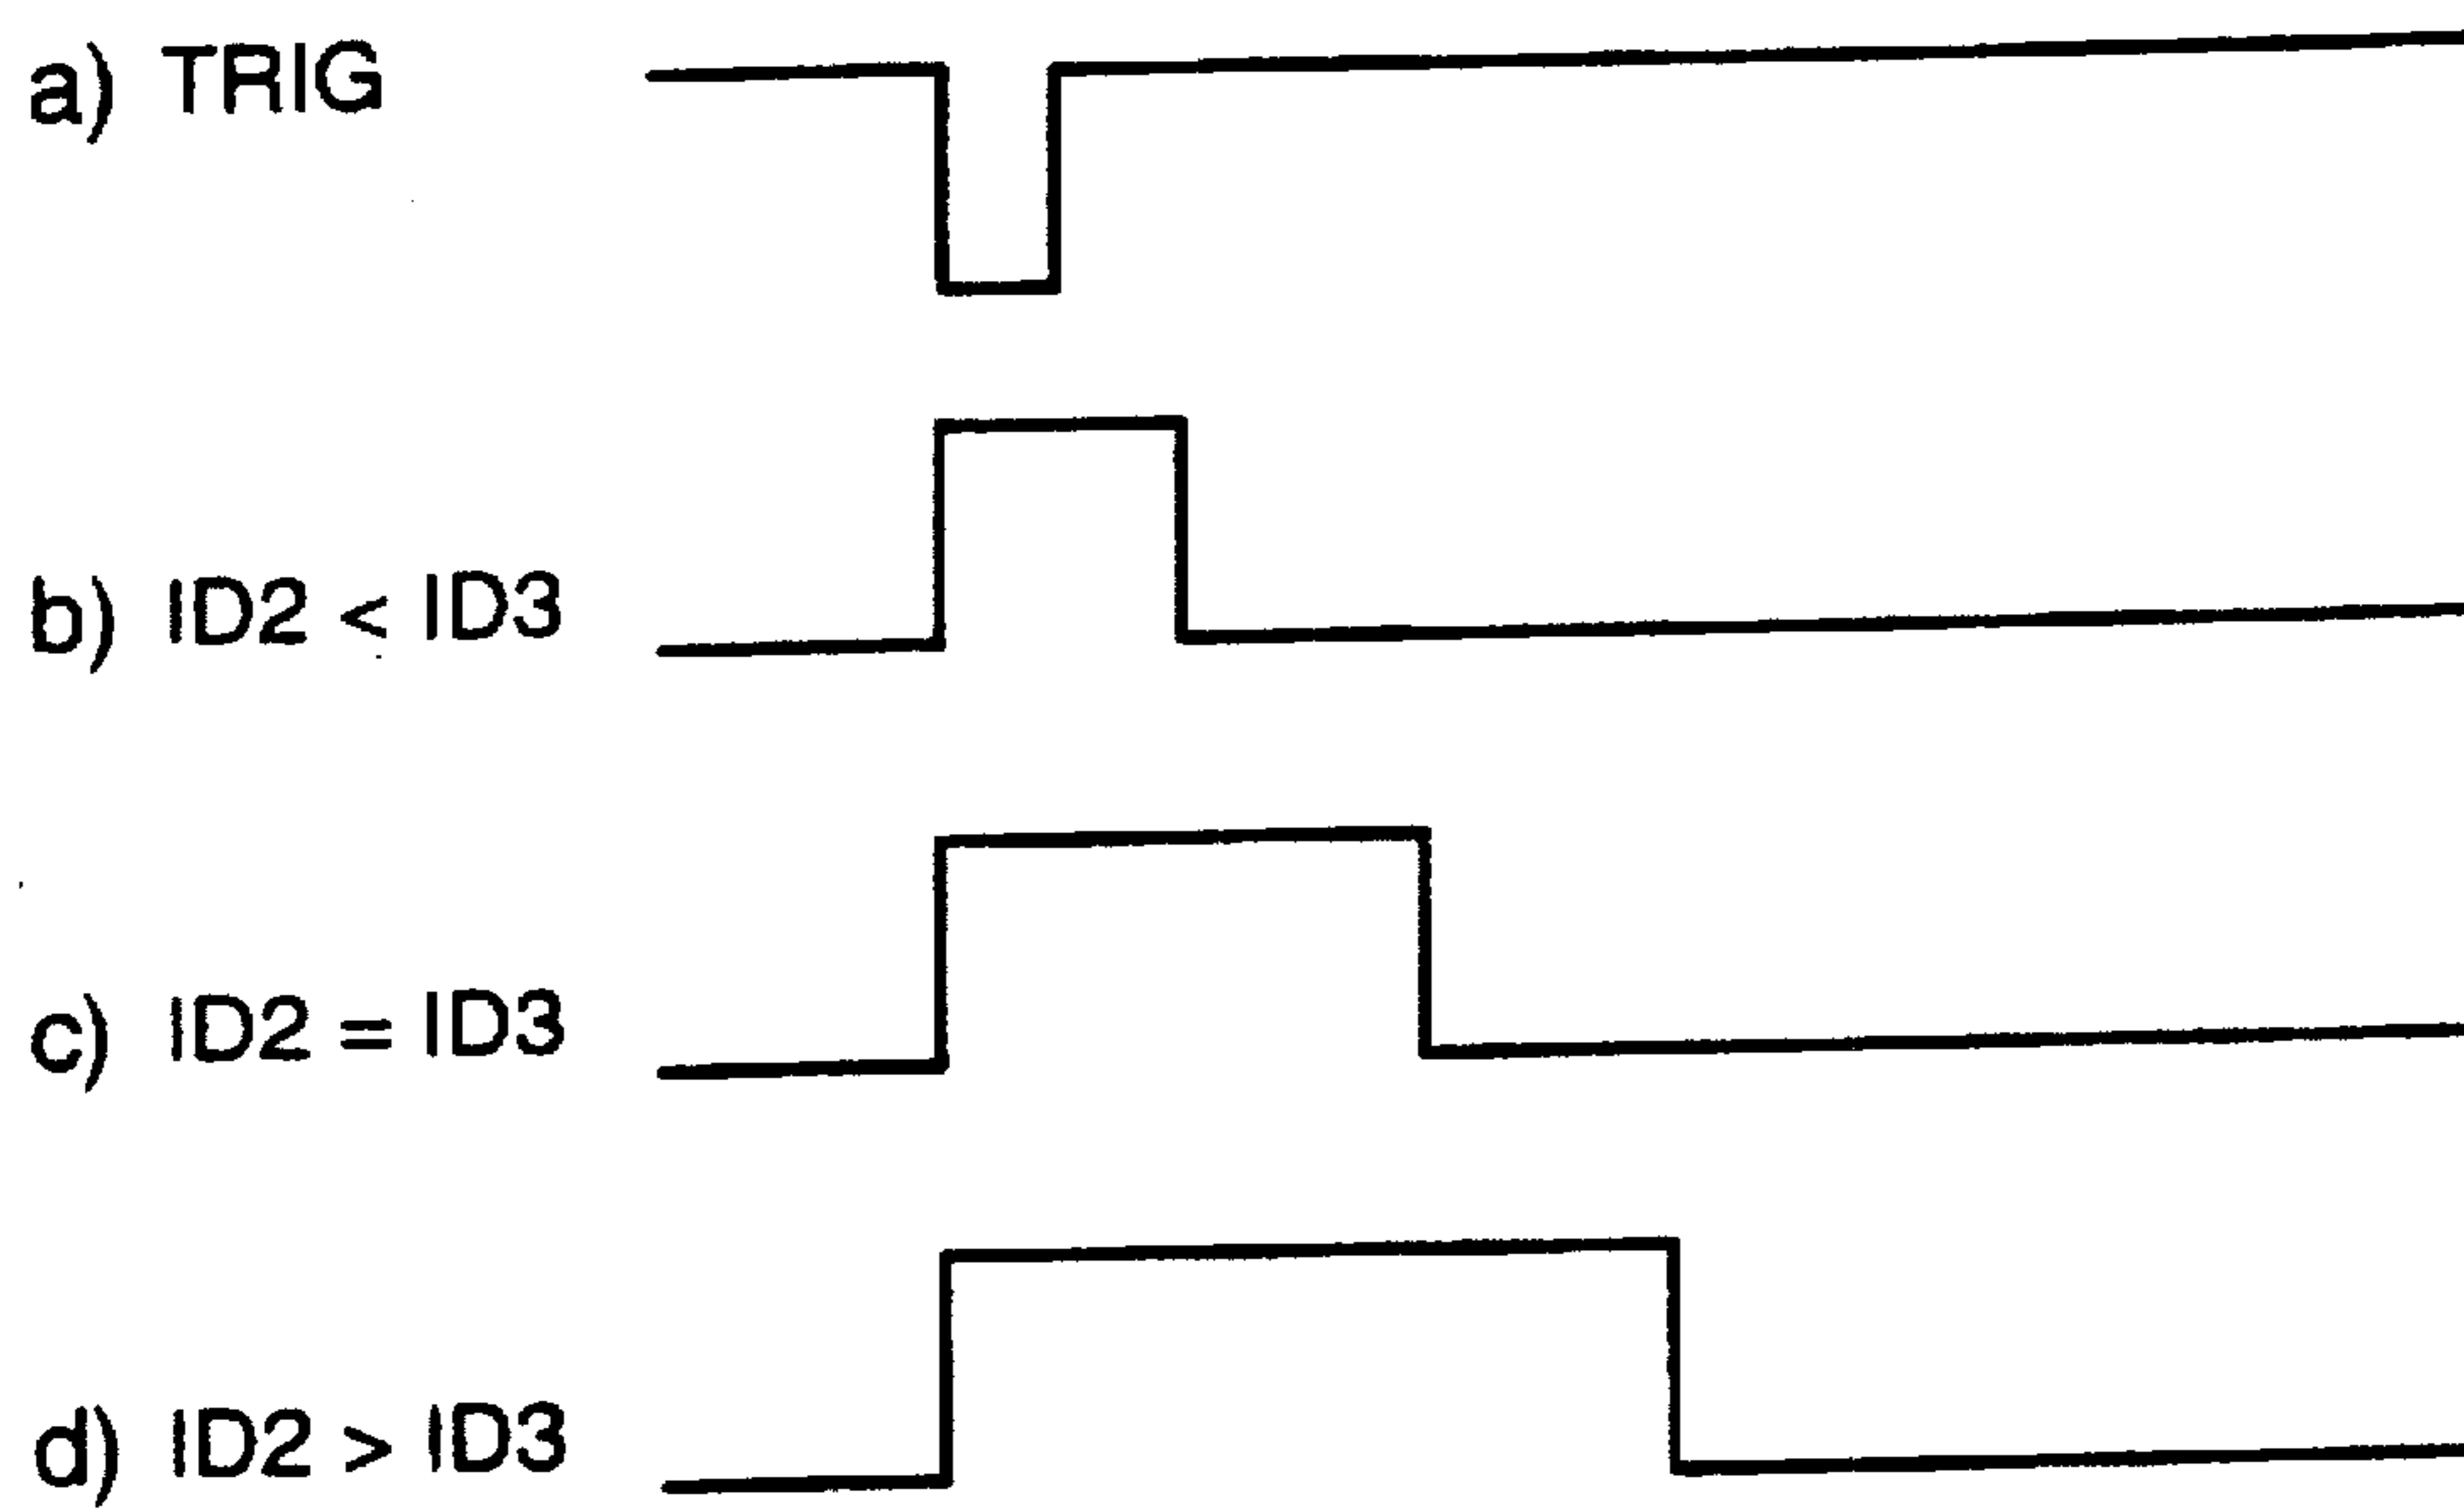 a) TRIG
b) ID2 < ID3
c) ID2 = ID3
d) ID2 > ID3